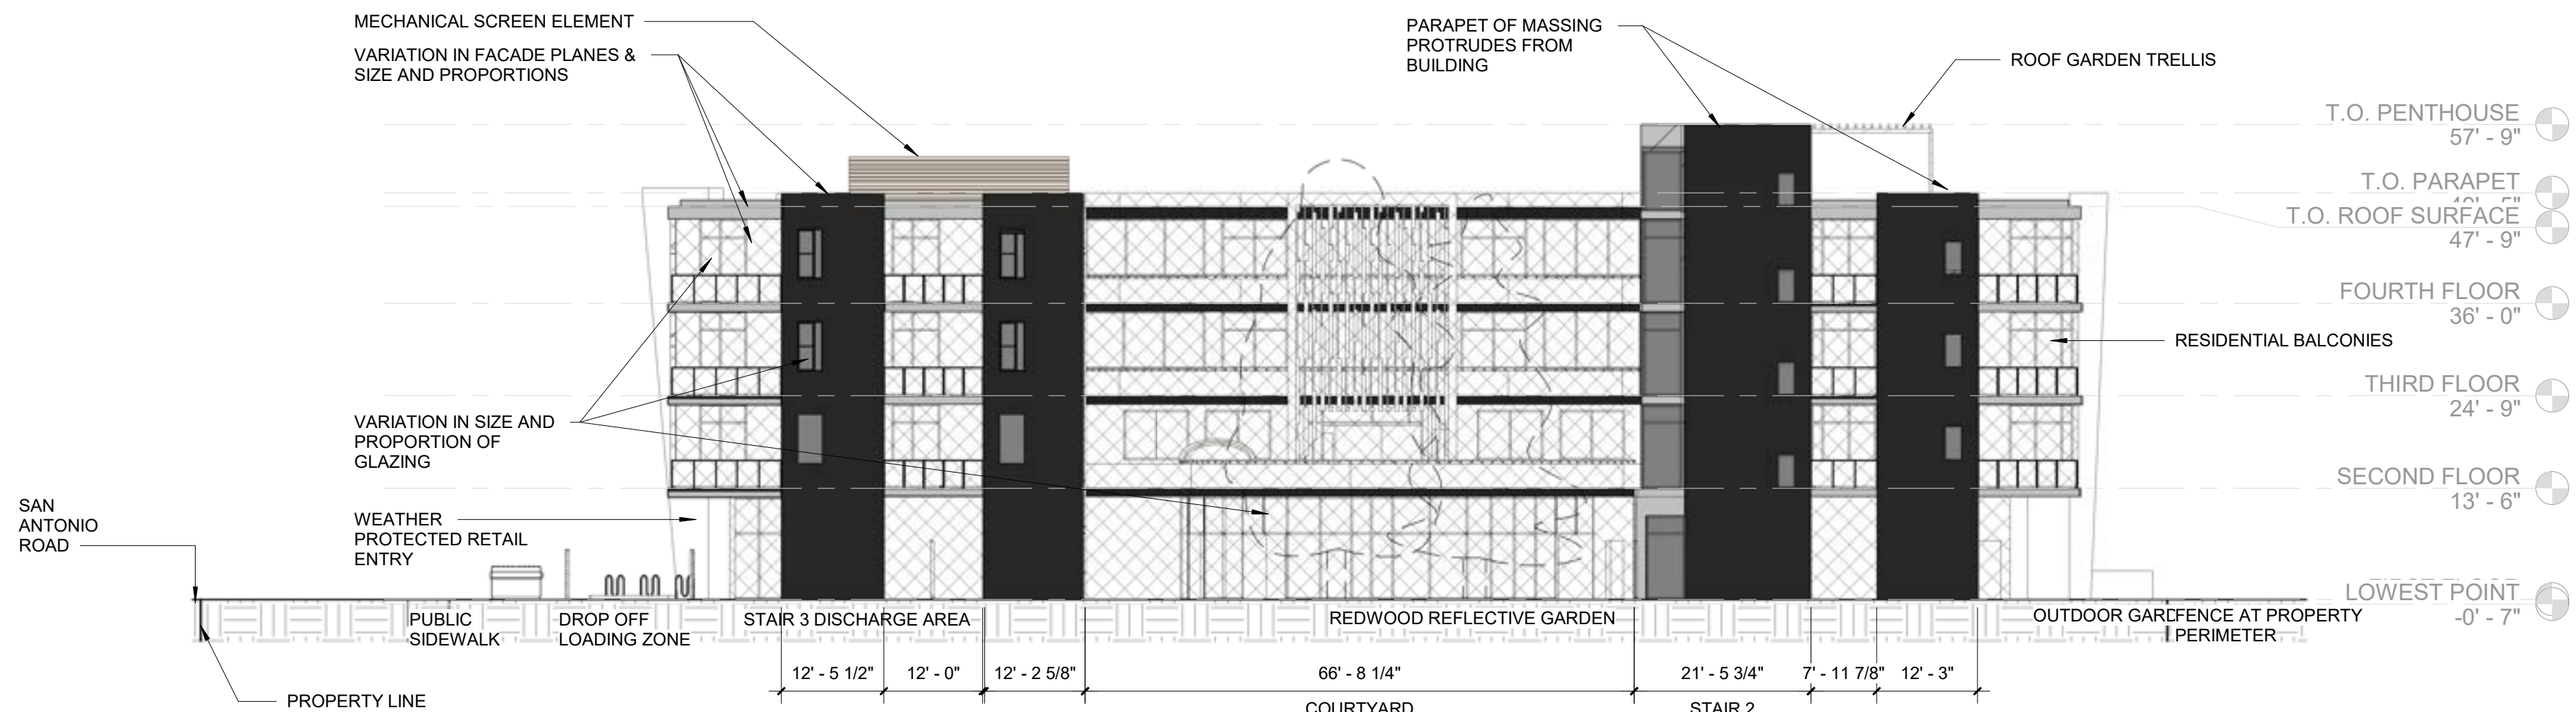 MECHANICAL SCREEN ELEMENT
VARIATION IN FACADE PLANES &
SIZE AND PROPORTIONS
PARAPET OF MASSING
PROTRUDES FROM
BUILDING
ROOF GARDEN TRELLIS
T.O. PENTHOUSE
57' - 9"
T.O. PARAPET
T.O. ROOF SURFACE
47' - 9"
FOURTH FLOOR
36' - 0"
RESIDENTIAL BALCONIES
THIRD FLOOR
24' - 9"
VARIATION IN SIZE AND
PROPORTION OF
GLAZING
SECOND FLOOR
13' - 6"
SAN
ANTONIO
ROAD
WEATHER
PROTECTED RETAIL
ENTRY
LOWEST POINT
-0' - 7"
PUBLIC
SIDEWALK
DROP OFF
LOADING ZONE
STAIR 3 DISCHARGE AREA
REDWOOD REFLECTIVE GARDEN
OUTDOOR GARD
FENCE AT PROPERTY
PERIMETER
12' - 5 1/2"
12' - 0"
12' - 2 5/8"
66' - 8 1/4"
21' - 5 3/4"
7' - 11 7/8"
12' - 3"
PROPERTY LINE
COURTYARD
STAIR 2